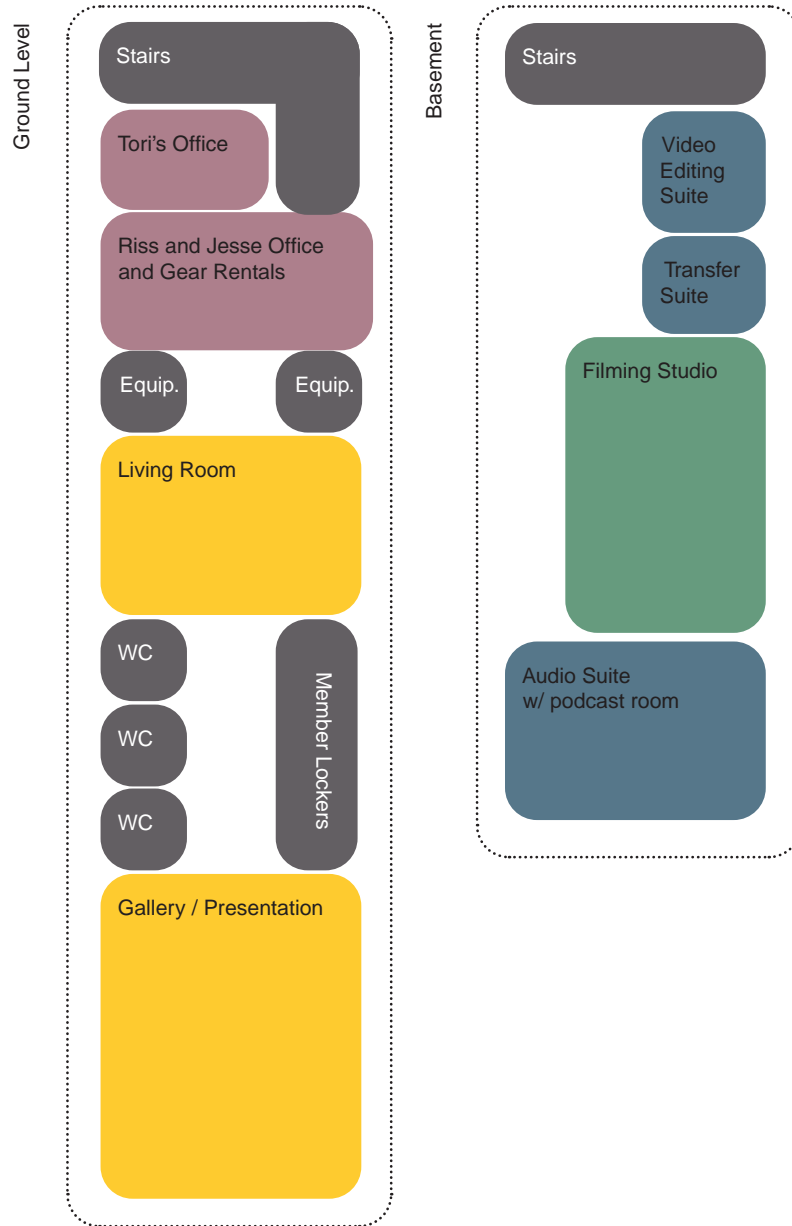 Ground Level
Stairs
Tori's Office
Riss and Jesse Office
and Gear Rentals
Equip.
Equip.
Living Room
WC
WC
WC
Member Lockers
Gallery / Presentation
Basement
Stairs
Video
Editing
Suite
Transfer
Suite
Filming Studio
Audio Suite
w/ podcast room